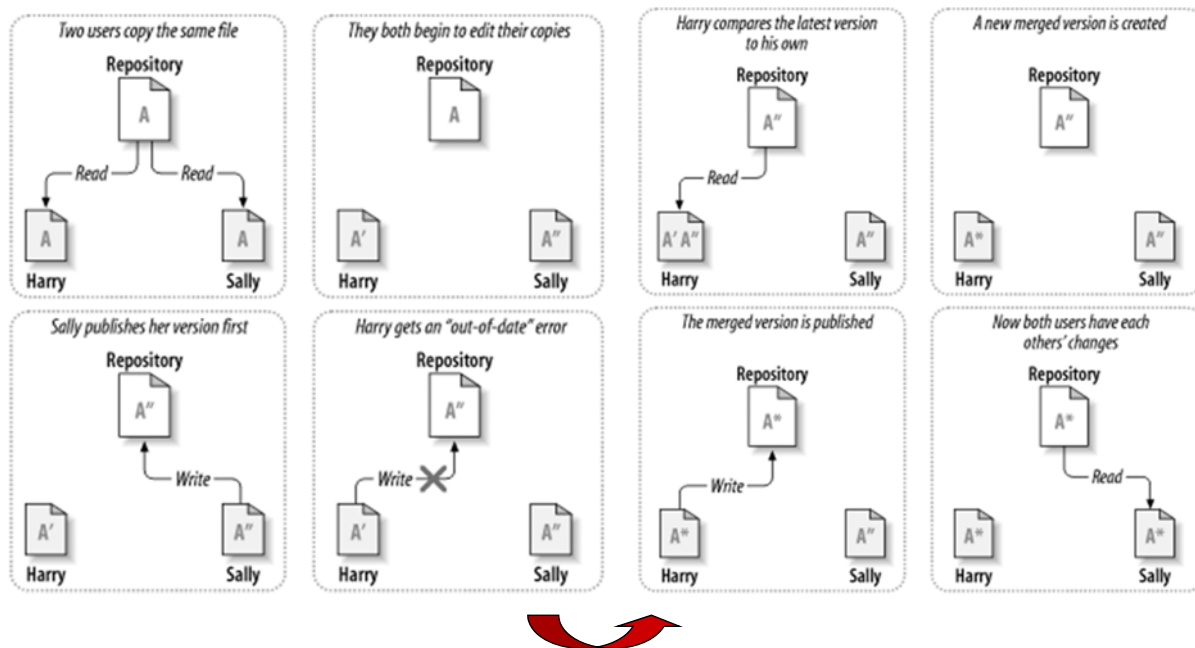 Two users copy the same file
Repository
A
Read
Read
A
A
Harry
Sally
They both begin to edit their copies
Repository
A
A'
A"
Harry
Sally
Sally publishes her version first
Repository
A"
Write
A'
A"
Harry
Sally
Harry gets an “out-of-date” error
Repository
A"
Write
A'
A"
Harry
Sally
Harry compares the latest version
to his own
Repository
A"
Read
A' A"
A"
Harry
Sally
A new merged version is created
Repository
A"
A*
A"
Harry
Sally
The merged version is published
Repository
A*
Write
A*
A"
Harry
Sally
Now both users have each
others’ changes
Repository
A*
Read
A*
A*
Harry
Sally